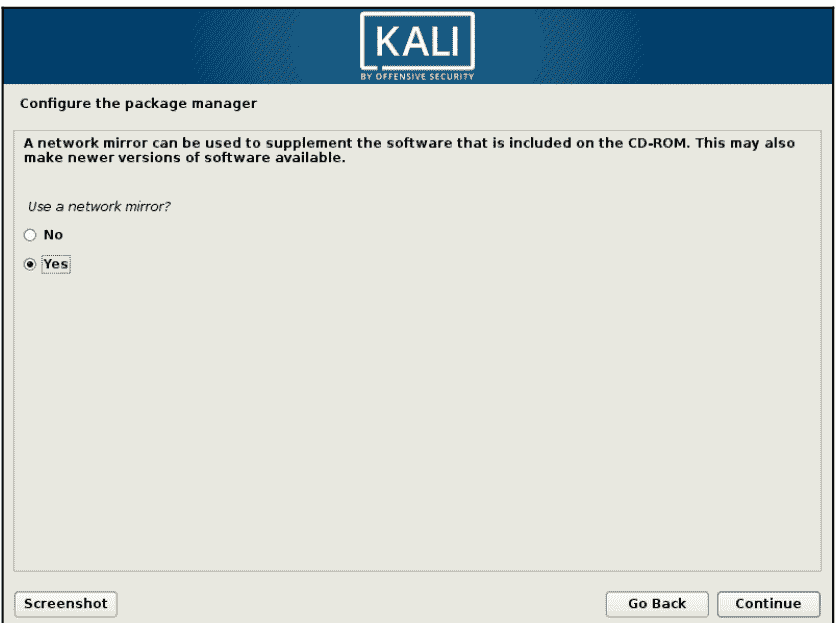 KALI
BY OFFENSIVE SECURITY
Configure the package manager
A network mirror can be used to supplement the software that is included on the CD-ROM. This may also
make newer versions of software available.
Use a network mirror?
No
Yes
Screenshot
Go Back
Continue